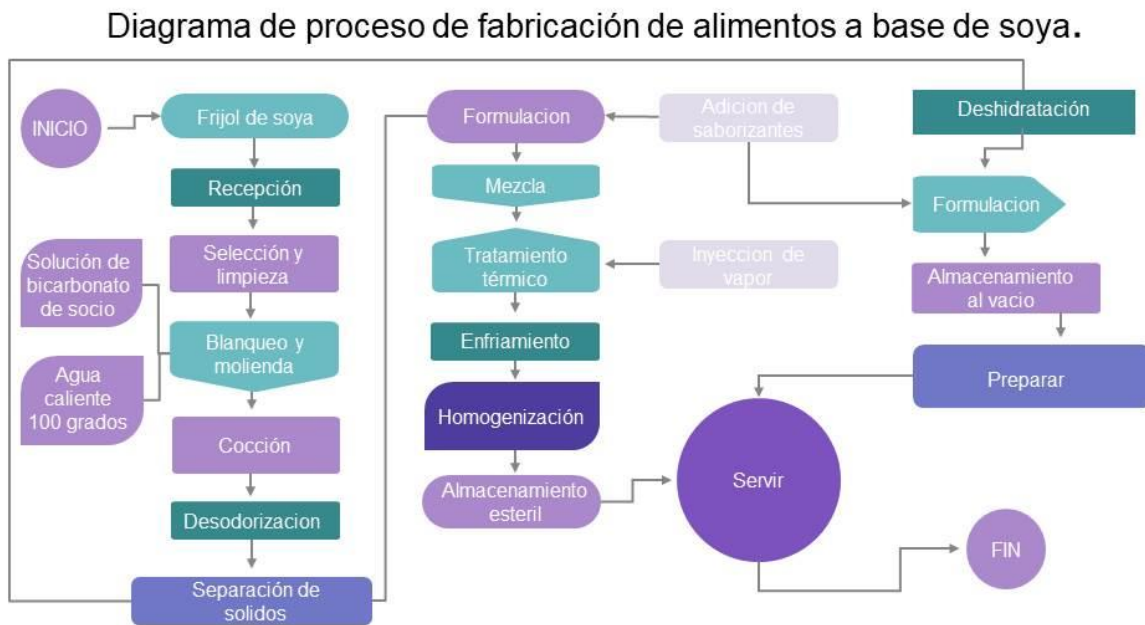 Diagrama de proceso de fabricación de alimentos a base de soya.
INICIO
Frijol de soya
Recepción
Selección y
limpieza
Solución de
bicarbonato
de socio
Blanqueo y
molienda
Agua
caliente
100 grados
Cocción
Desodorizacion
Separación de
solidos
Formulacion
Adicion de
saborizantes
Mezcla
Tratamiento
térmico
Inyeccion de
vapor
Enfriamiento
Homogenización
Almacenamiento
esteril
Deshidratación
Formulacion
Almacenamiento
al vacio
Preparar
Servir
FIN